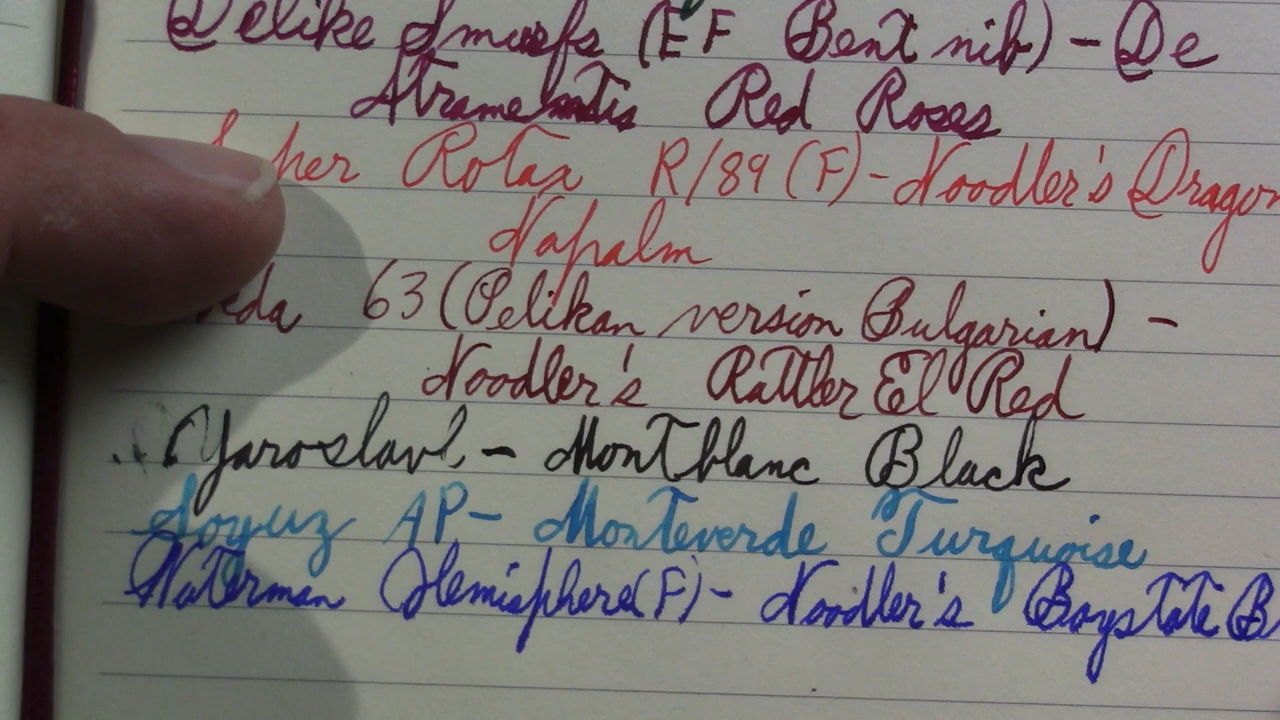 Delike Smurfs (EF Bent nib) - De
Atramentis Red Roses
Rotax R/89 (F) - Noodler's Dragon
Napalm
63 (Pelikan version Bulgarian) -
Noodler's Rattler El Red
Yaroslavl - Montblanc Black
Soyuz AP - Monteverde Turquoise
Waterman Hemisphere (F) - Noodler's Baystate B